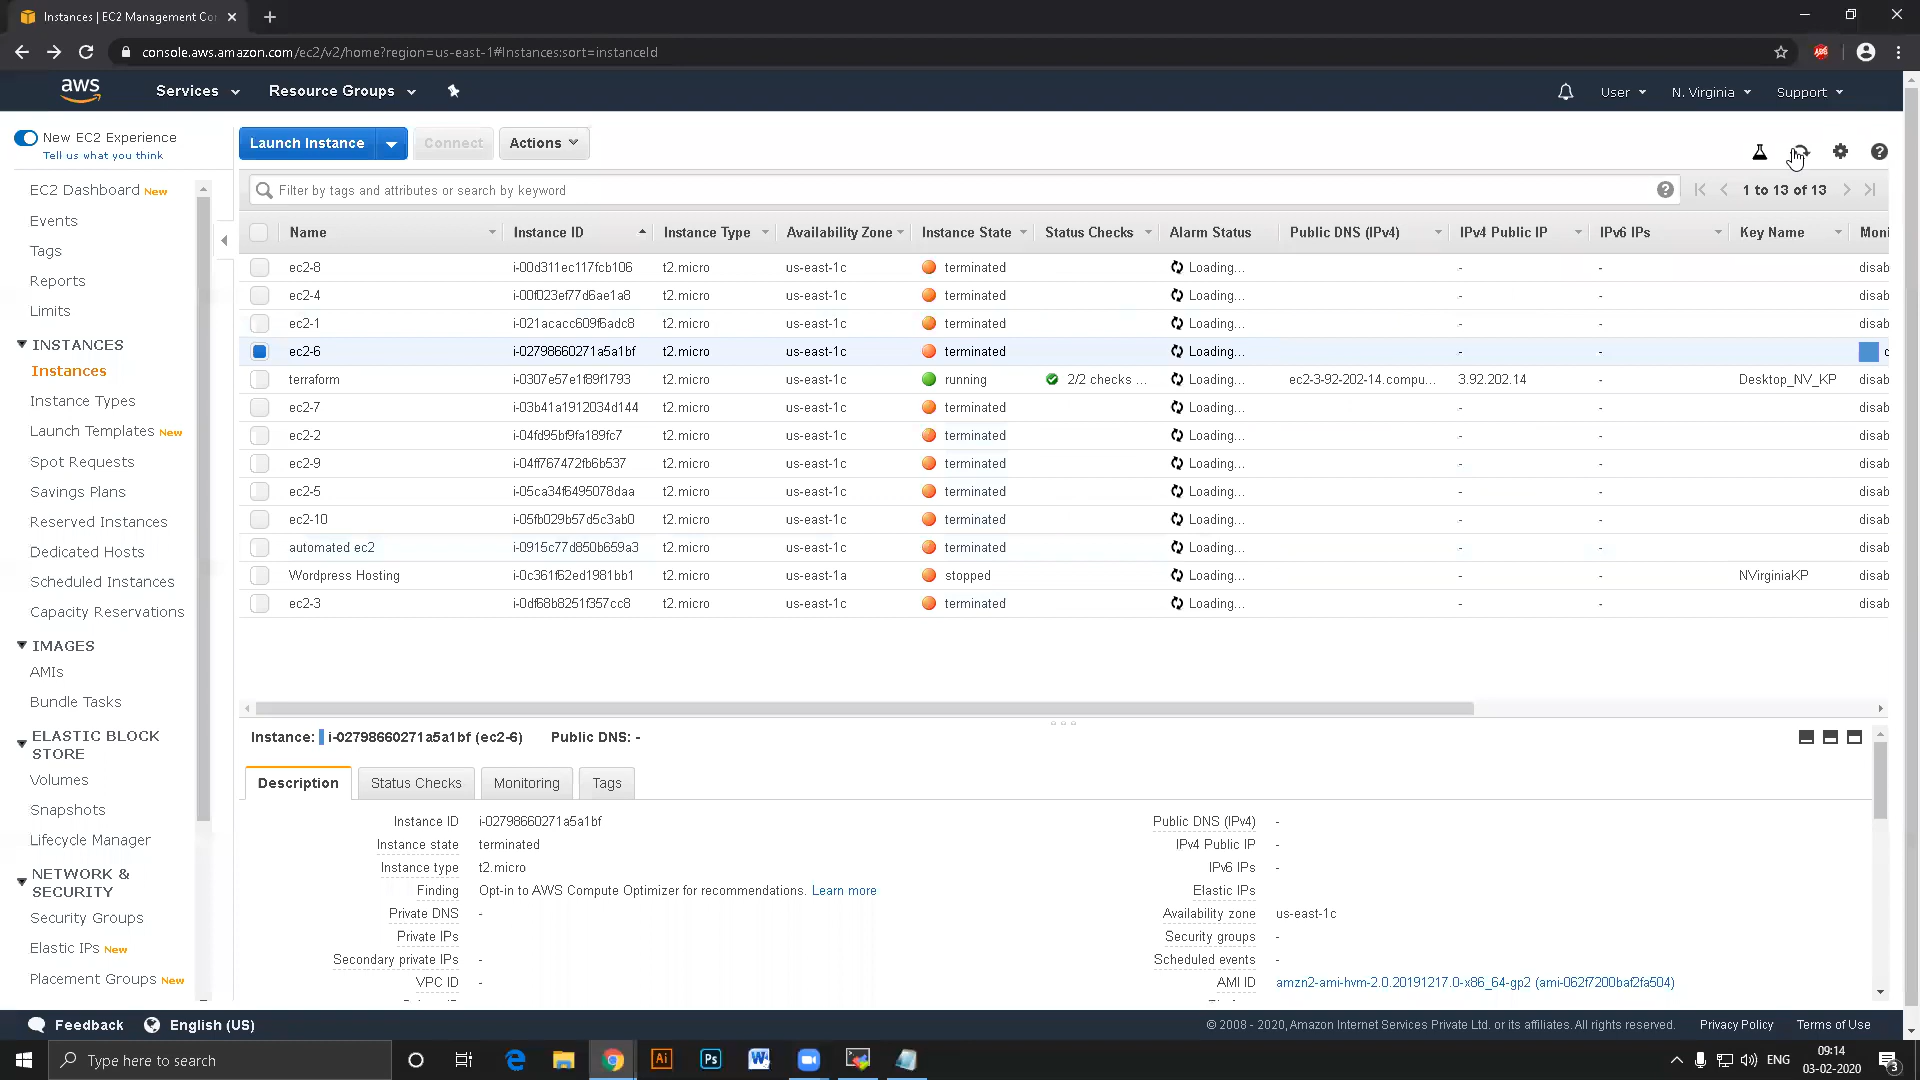 Instances | EC2 Management Co
console.aws.amazon.com/ec2/v2/home?region=us-east-1#Instances:sort=instanceId
aws Services Resource Groups User N. Virginia Support
New EC2 Experience
Tell us what you think
EC2 Dashboard New
Events
Tags
Reports
Limits
INSTANCES
Instances
Instance Types
Launch Templates New
Spot Requests
Savings Plans
Reserved Instances
Dedicated Hosts
Scheduled Instances
Capacity Reservations
IMAGES
AMIs
Bundle Tasks
ELASTIC BLOCK
STORE
Volumes
Snapshots
Lifecycle Manager
NETWORK &
SECURITY
Security Groups
Elastic IPs New
Placement Groups New
Launch Instance Connect Actions
Filter by tags and attributes or search by keyword
1 to 13 of 13
Name Instance ID Instance Type Availability Zone Instance State Status Checks Alarm Status Public DNS (IPv4) IPv4 Public IP IPv6 IPs Key Name Moni
ec2-8 i-00d311ec117fcb106 t2.micro us-east-1c terminated Loading... - - disab
ec2-4 i-00f023ef77d6ae1a8 t2.micro us-east-1c terminated Loading... - - disab
ec2-1 i-021acacc609f6adc8 t2.micro us-east-1c terminated Loading... - - disab
ec2-6 i-02798660271a5a1bf t2.micro us-east-1c terminated Loading... - -
terraform i-0307e57e1f89f1793 t2.micro us-east-1c running 2/2 checks ... Loading... ec2-3-92-202-14.compu... 3.92.202.14 - Desktop_NV_KP disab
ec2-7 i-03b41a1912034d144 t2.micro us-east-1c terminated Loading... - - disab
ec2-2 i-04fd95bf9fa189fc7 t2.micro us-east-1c terminated Loading... - - disab
ec2-9 i-04ff767472fb6b537 t2.micro us-east-1c terminated Loading... - - disab
ec2-5 i-05ca34f6495078daa t2.micro us-east-1c terminated Loading... - - disab
ec2-10 i-05fb029b57d5c3ab0 t2.micro us-east-1c terminated Loading... - - disab
automated ec2 i-0915c77d850b659a3 t2.micro us-east-1c terminated Loading... - - disab
Wordpress Hosting i-0c361f62ed1981bb1 t2.micro us-east-1a stopped Loading... - - NVirginiaKP disab
ec2-3 i-0df68b8251f357cc8 t2.micro us-east-1c terminated Loading... - - disab
Instance: i-02798660271a5a1bf (ec2-6) Public DNS: -
Description Status Checks Monitoring Tags
Instance ID i-02798660271a5a1bf
Instance state terminated
Instance type t2.micro
Finding Opt-in to AWS Compute Optimizer for recommendations. Learn more
Private DNS -
Private IPs
Secondary private IPs -
VPC ID -
Public DNS (IPv4) -
IPv4 Public IP -
IPv6 IPs -
Elastic IPs
Availability zone us-east-1c
Security groups -
Scheduled events -
AMI ID amzn2-ami-hvm-2.0.20191217.0-x86_64-gp2 (ami-062f7200baf2fa504)
Feedback English (US) © 2008 - 2020, Amazon Internet Services Private Ltd. or its affiliates. All rights reserved. Privacy Policy Terms of Use
Type here to search
Ai
Ps
ENG
09:14
03-02-2020
3